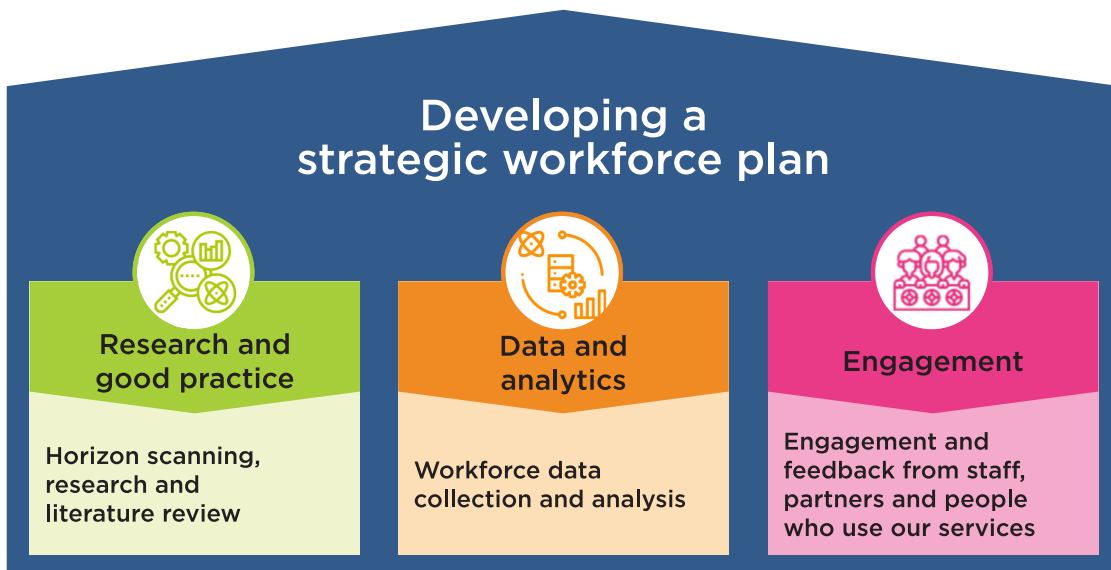 Developing a
strategic workforce plan
Research and
good practice
Horizon scanning,
research and
literature review
Data and
analytics
Workforce data
collection and analysis
Engagement
Engagement and
feedback from staff,
partners and people
who use our services